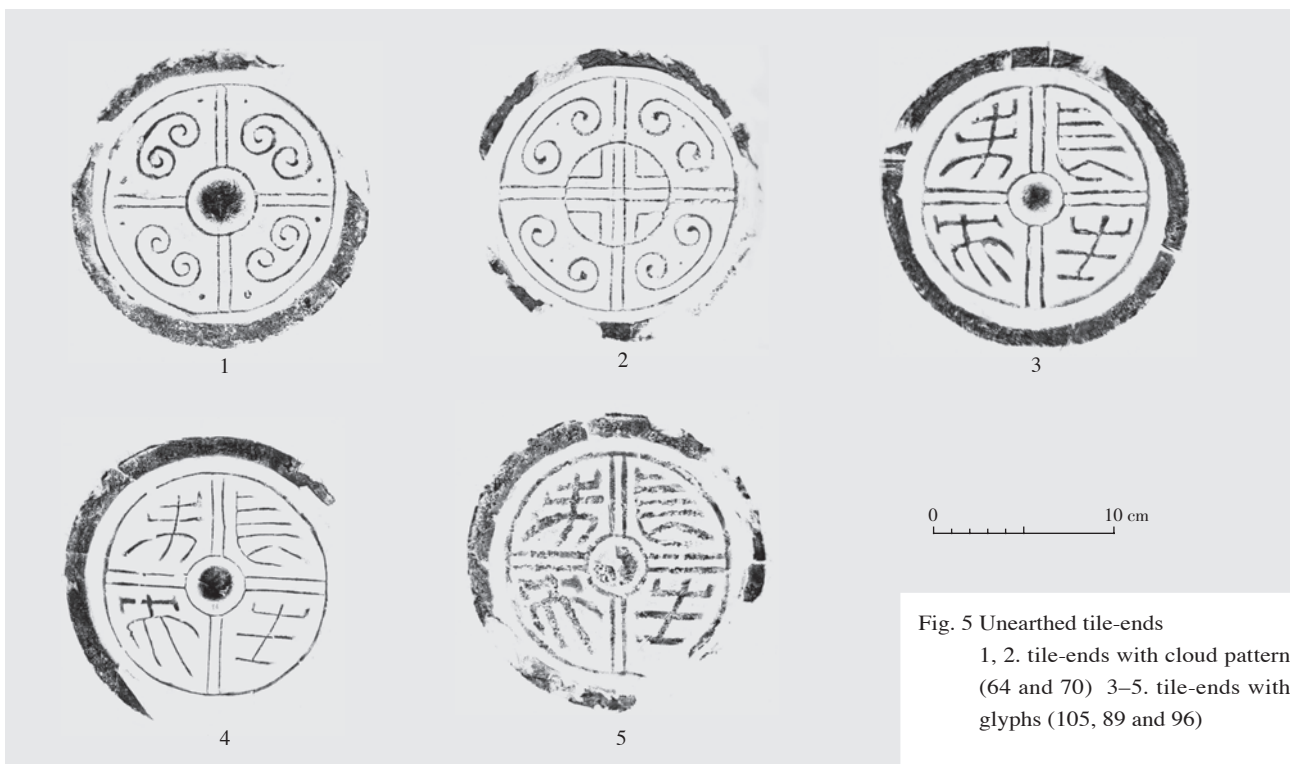 1
2
長生
未央
3
長生
未央
4
長生
未央
5
0 10 cm
Fig. 5 Unearthed tile-ends
1, 2. tile-ends with cloud pattern
(64 and 70) 3–5. tile-ends with
glyphs (105, 89 and 96)